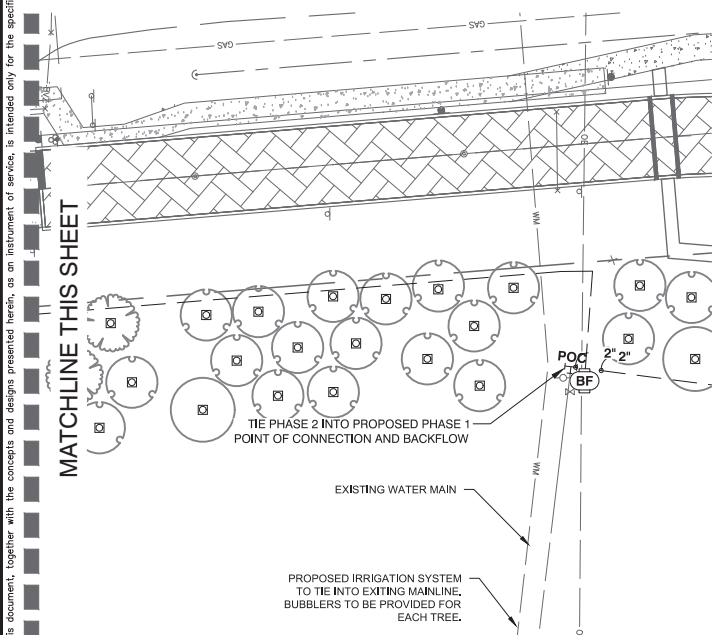 is document, together with the concepts and designs presented herein, as an instrument of service, is intended only for the specifi
GAS
GAS
MATCHLINE THIS SHEET
WM
OE
POC
2"
2"
BF
TIE PHASE 2 INTO PROPOSED PHASE 1
POINT OF CONNECTION AND BACKFLOW
EXISTING WATER MAIN
WM
PROPOSED IRRIGATION SYSTEM
TO TIE INTO EXITING MAINLINE.
BUBBLERS TO BE PROVIDED FOR
EACH TREE.